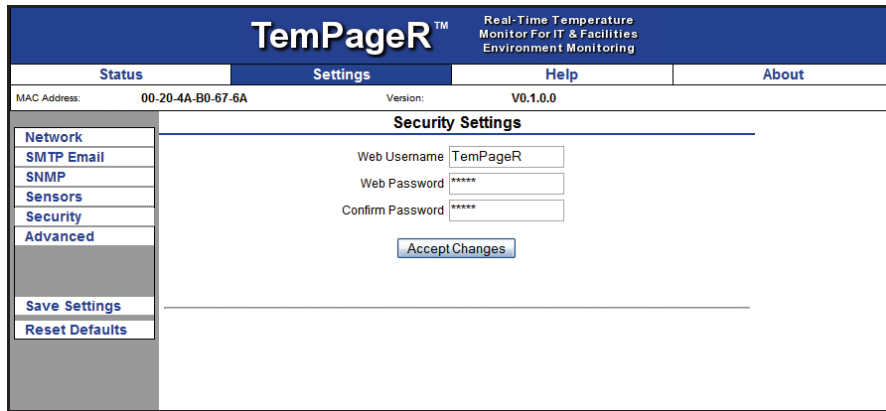 TemPageR™
Real-Time Temperature
Monitor For IT & Facilities
Environment Monitoring
Status Settings Help About
MAC Address: 00-20-4A-B0-67-6A Version: V0.1.0.0
Security Settings
Network
SMTP Email
SNMP
Sensors
Security
Advanced
Save Settings
Reset Defaults
Web Username TemPageR
Web Password *****
Confirm Password *****
Accept Changes